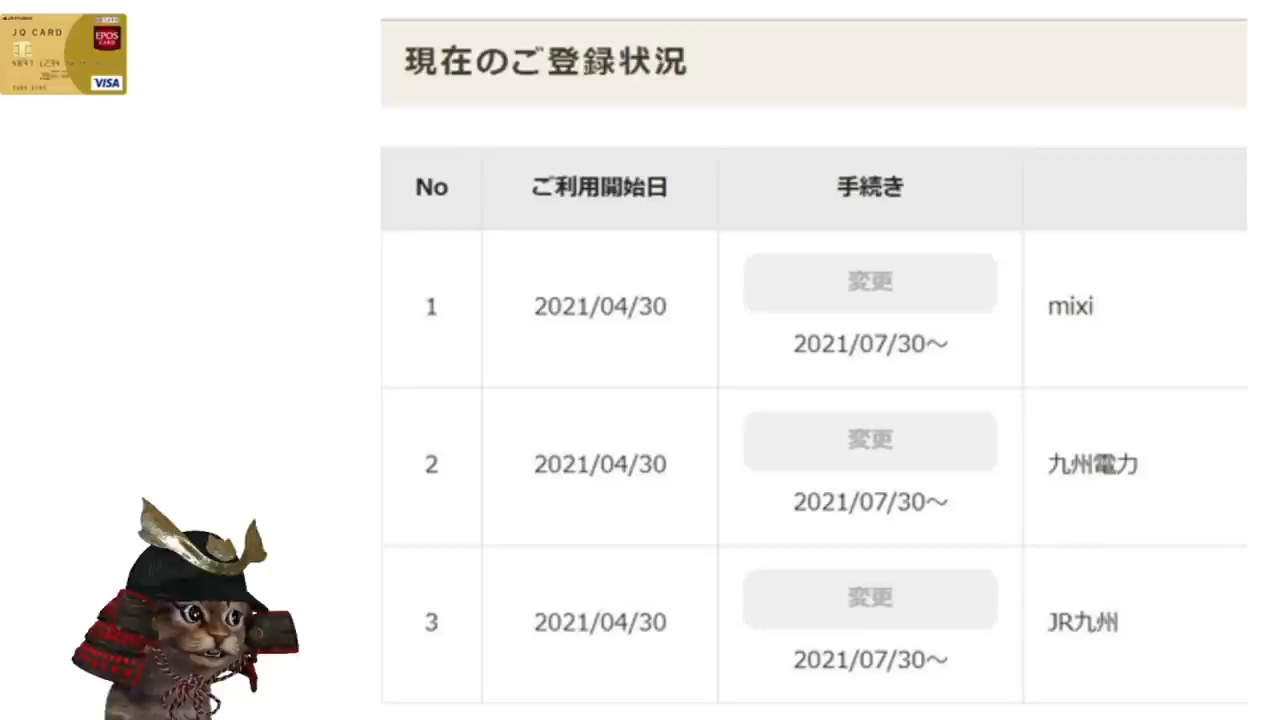 JQ CARD
EPOS
CARD
VISA
現在のご登録状況
No ご利用開始日 手続き
変更
1 2021/04/30 mixi
2021/07/30～
変更
2 2021/04/30 九州電力
2021/07/30～
変更
3 2021/04/30 JR九州
2021/07/30～